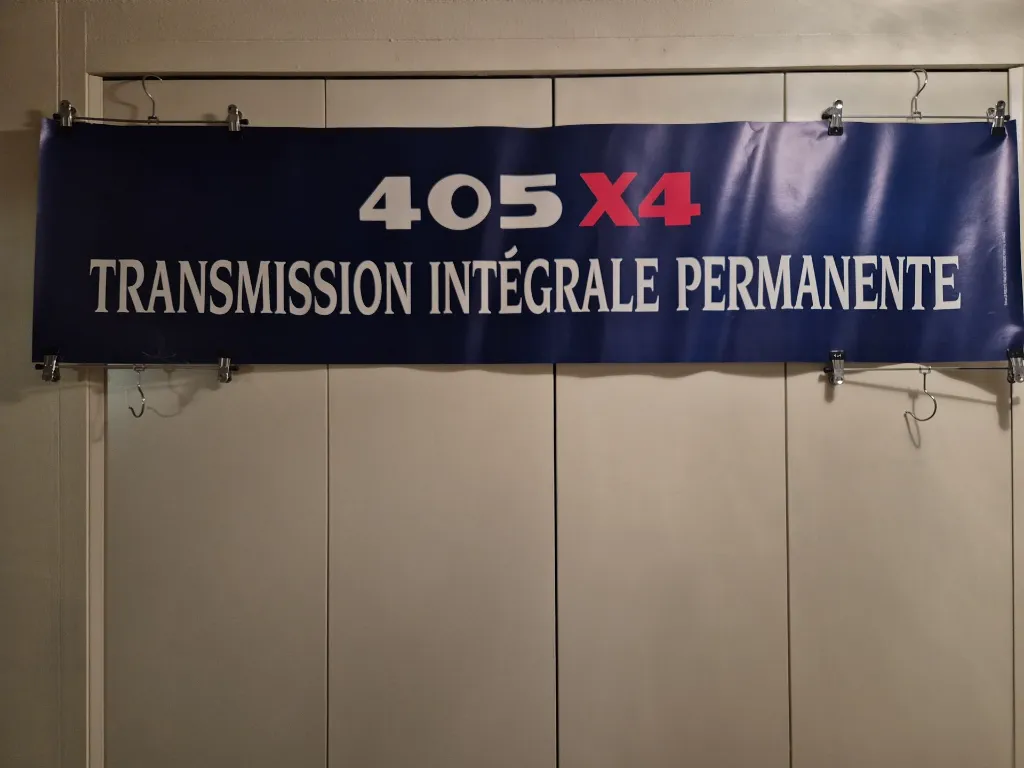 405 X4
TRANSMISSION INTÉGRALE PERMANENTE